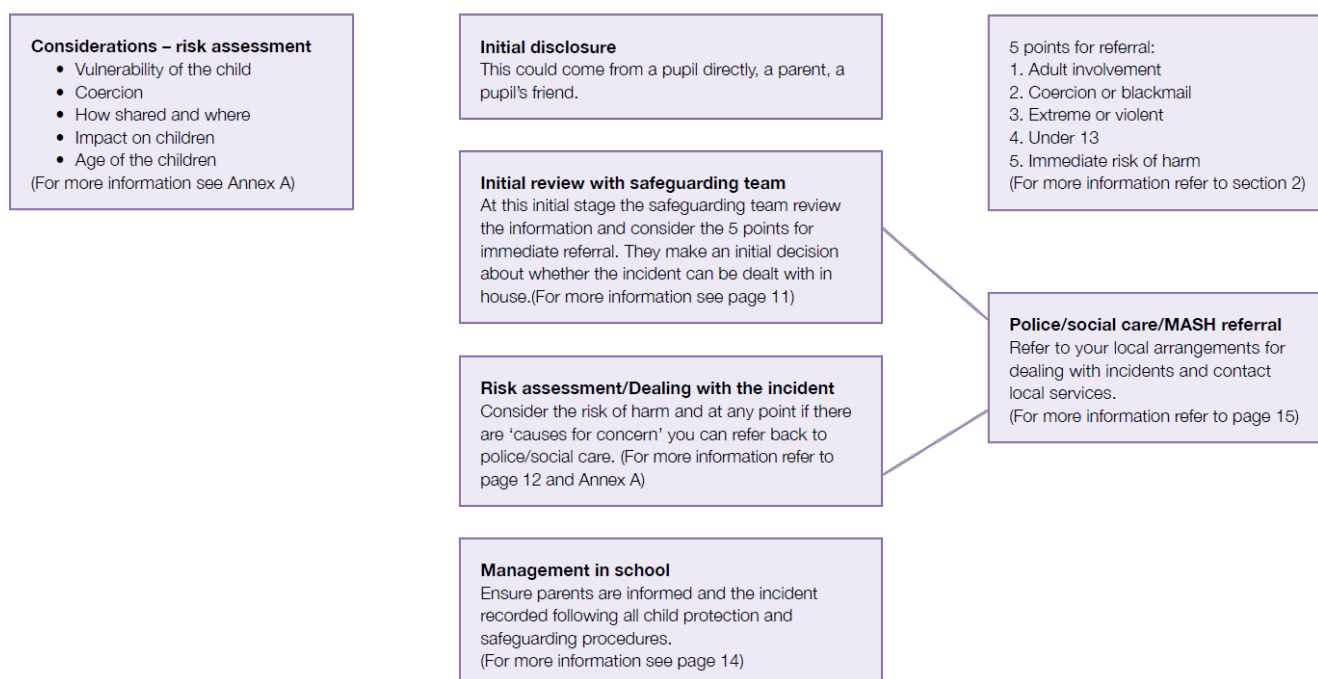 Considerations – risk assessment
• Vulnerability of the child
• Coercion
• How shared and where
• Impact on children
• Age of the children
(For more information see Annex A)
Initial disclosure
This could come from a pupil directly, a parent, a
pupil's friend.
5 points for referral:
1. Adult involvement
2. Coercion or blackmail
3. Extreme or violent
4. Under 13
5. Immediate risk of harm
(For more information refer to section 2)
Initial review with safeguarding team
At this initial stage the safeguarding team review
the information and consider the 5 points for
immediate referral. They make an initial decision
about whether the incident can be dealt with in
house.(For more information see page 11)
Police/social care/MASH referral
Refer to your local arrangements for
dealing with incidents and contact
local services.
(For more information refer to page 15)
Risk assessment/Dealing with the incident
Consider the risk of harm and at any point if there
are 'causes for concern' you can refer back to
police/social care. (For more information refer to
page 12 and Annex A)
Management in school
Ensure parents are informed and the incident
recorded following all child protection and
safeguarding procedures.
(For more information see page 14)